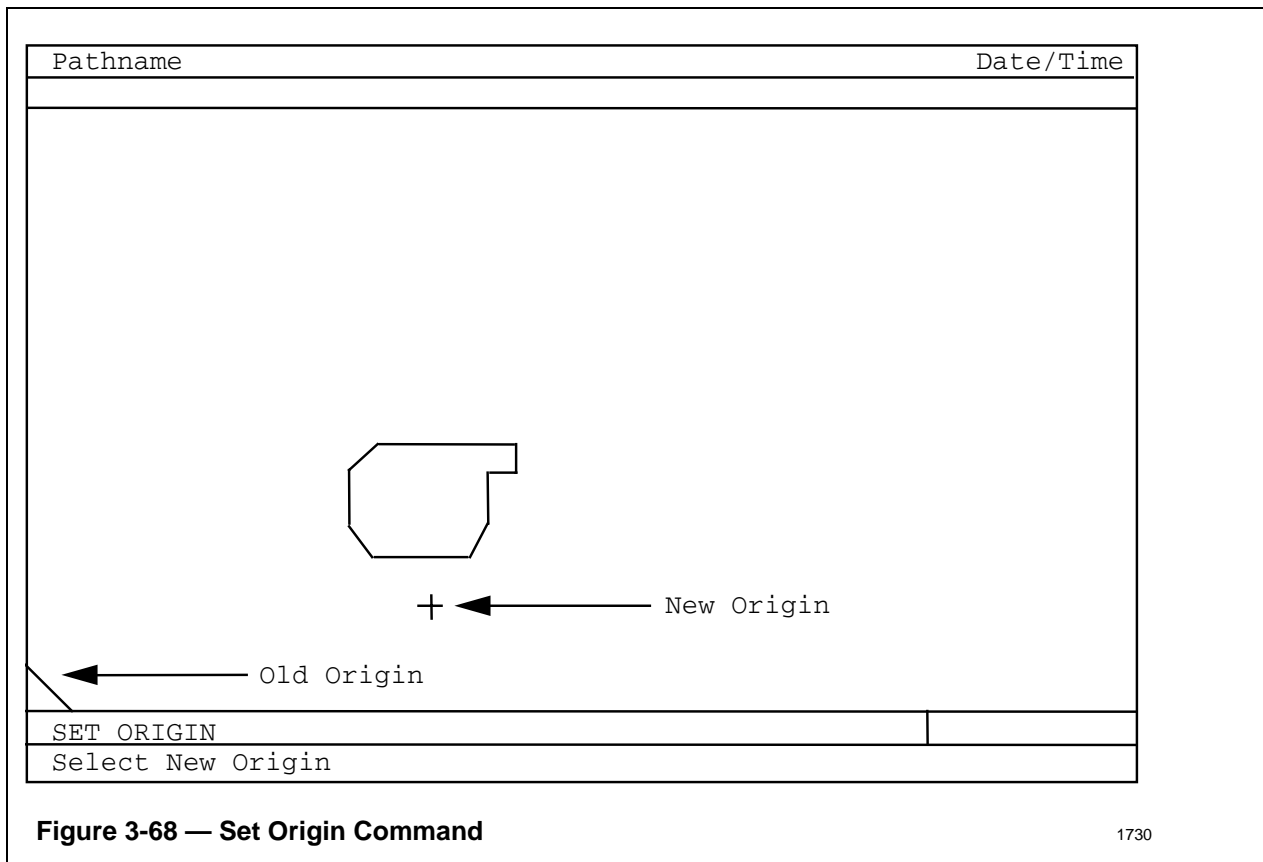 Pathname Date/Time
New Origin
Old Origin
SET ORIGIN
Select New Origin
Figure 3-68 — Set Origin Command 1730